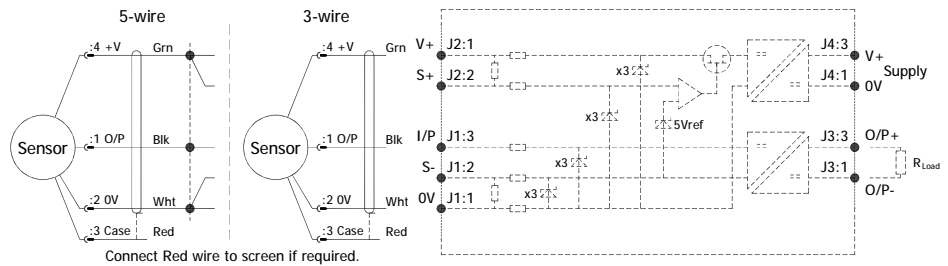 5-wire
:4 +V Grn
Sensor
:1 O/P Blk
:2 0V Wht
:3 Case Red
3-wire
:4 +V Grn
Sensor
:1 O/P Blk
:2 0V Wht
:3 Case Red
Connect Red wire to screen if required.
V+ J2:1
S+ J2:2
I/P J1:3
S- J1:2
0V J1:1
x3
x3
5Vref
x3
x3
J4:3 V+
Supply
J4:1 0V
J3:3 O/P+
RLoad
J3:1 O/P-